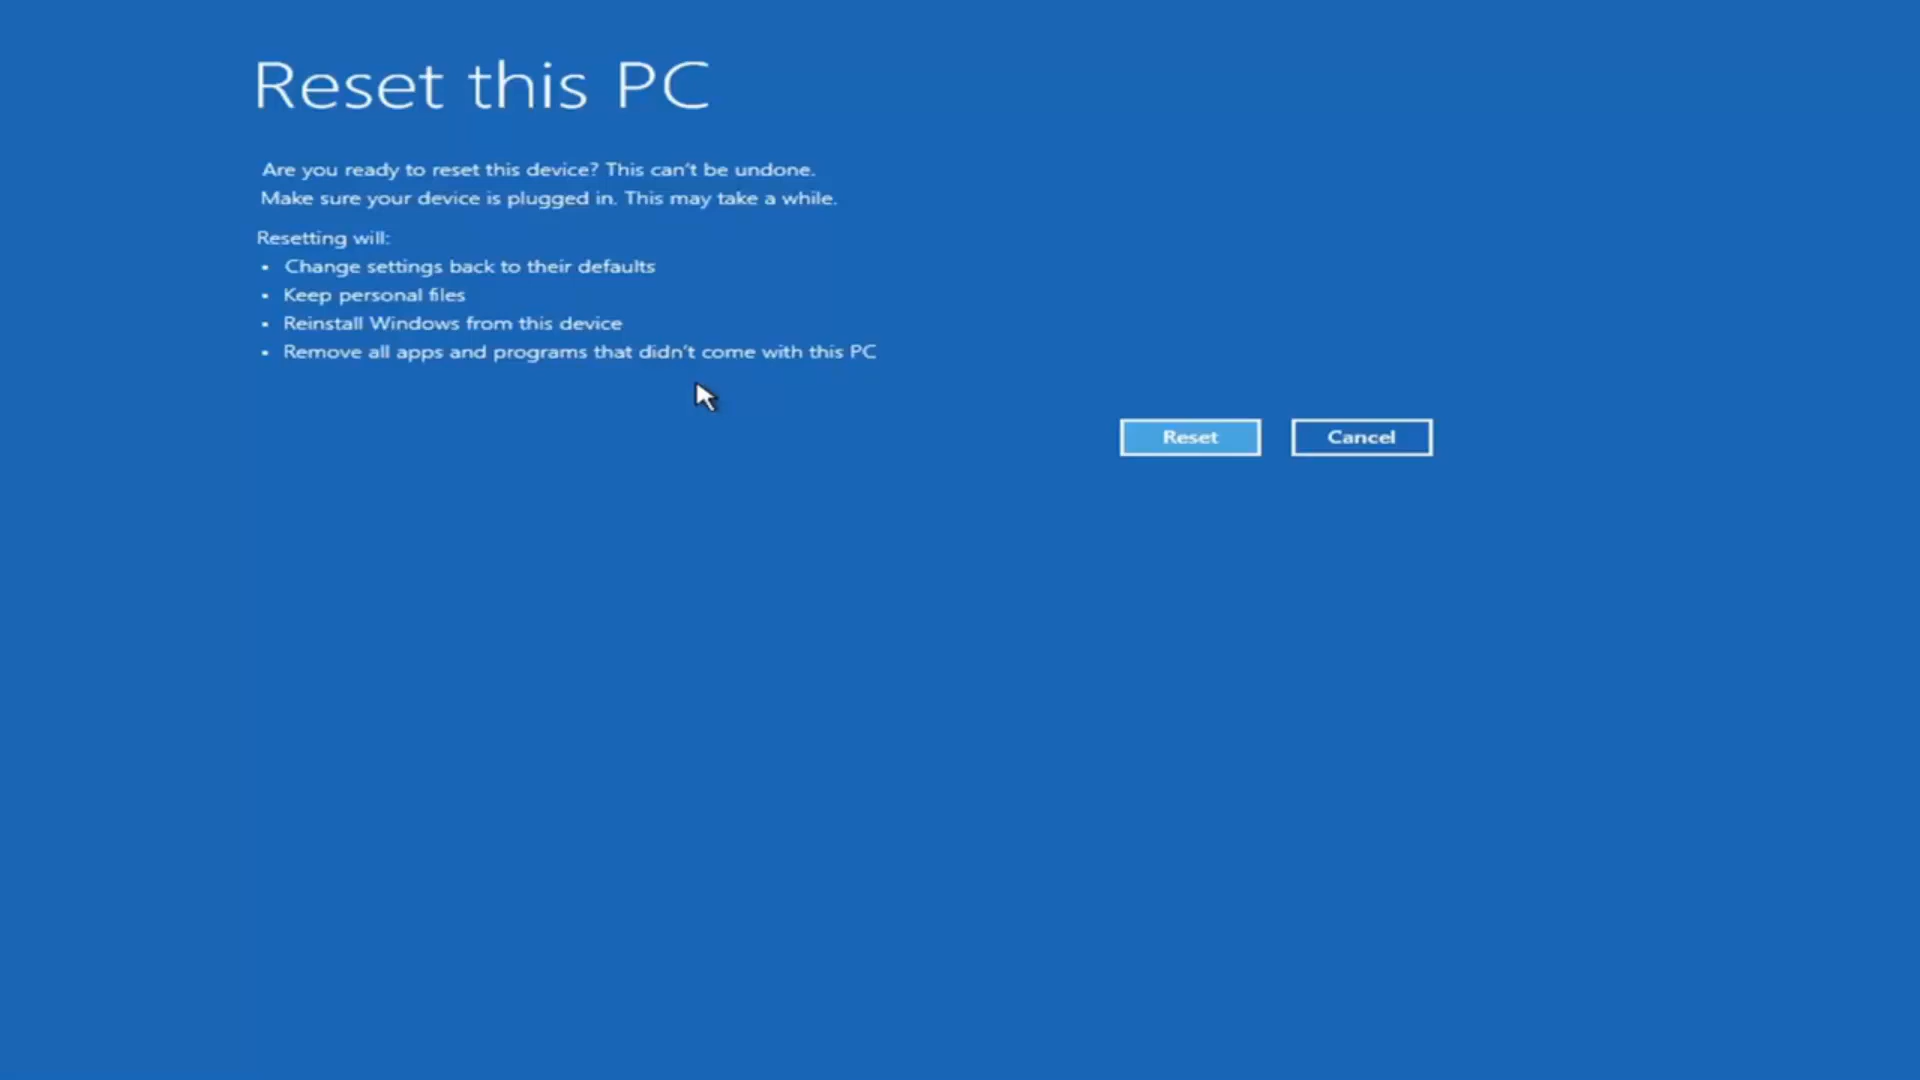 Reset this PC
Are you ready to reset this device? This can't be undone.
Make sure your device is plugged in. This may take a while.
Resetting will:
• Change settings back to their defaults
• Keep personal files
• Reinstall Windows from this device
• Remove all apps and programs that didn't come with this PC
Reset Cancel